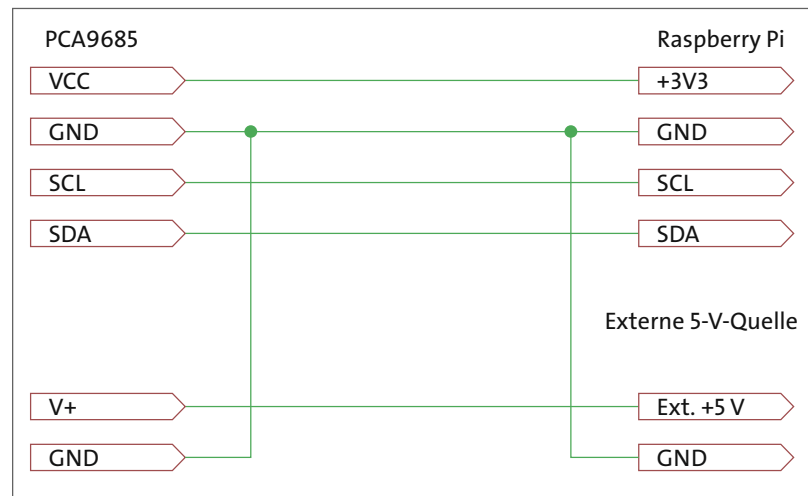 PCA9685
Raspberry Pi
VCC
+3V3
GND
GND
SCL
SCL
SDA
SDA
Externe 5-V-Quelle
V+
Ext. +5 V
GND
GND